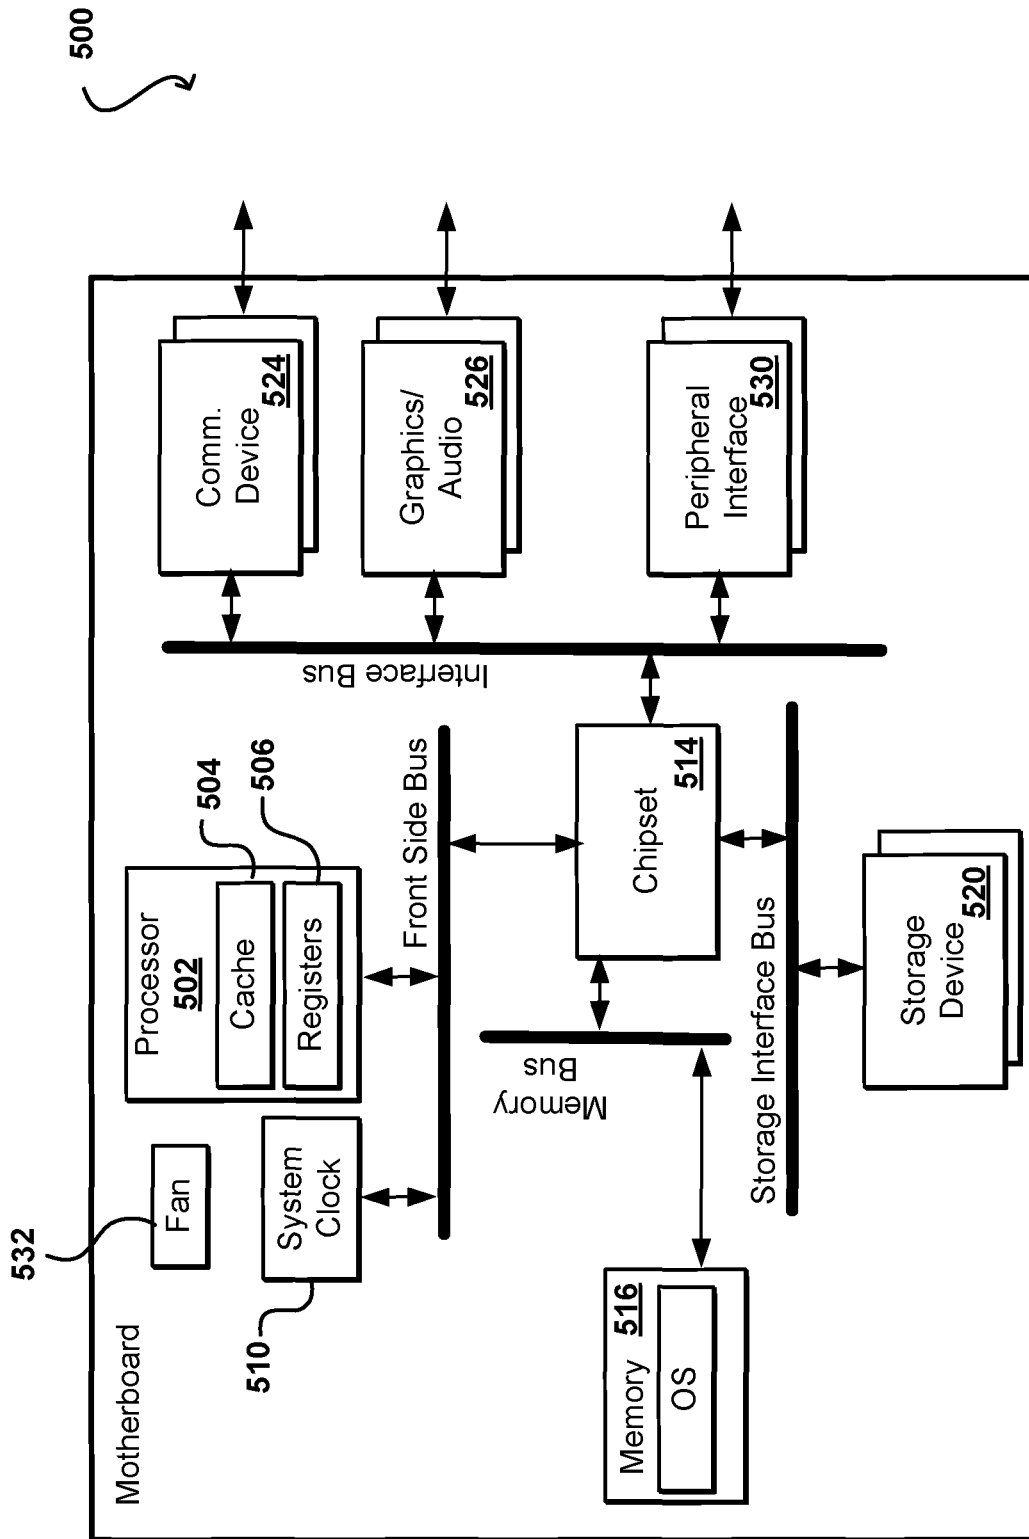 500
Motherboard
532
Fan
510
System
Clock
Processor
502
Cache
Registers
504
506
Front Side Bus
Memory
516
OS
Memory
Bus
Chipset
514
Interface Bus
Storage Interface Bus
Storage
Device
520
Comm.
Device
524
Graphics/
Audio
526
Peripheral
Interface
530